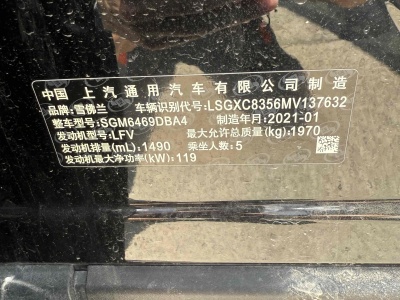 中国 上汽通用汽车有限公司制造
品牌:雪佛兰 车辆识别代号:LSGXC8356MV137632
整车型号:SGM6469DBA4 制造年月:2021-01
发动机型号:LFV 最大允许总质量(kg):1970
发动机排量(mL):1490 乘坐人数:5
发动机最大净功率(kW):119